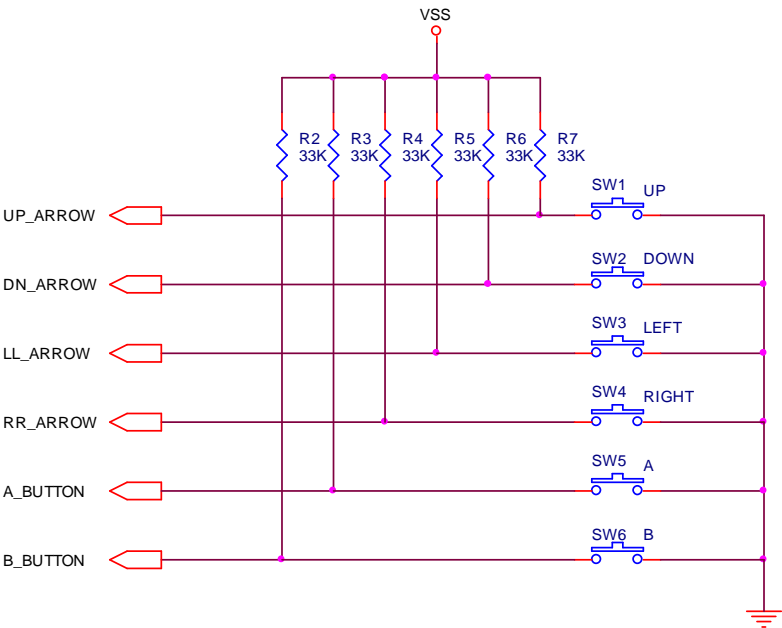 VSS
R2
33K
R3
33K
R4
33K
R5
33K
R6
33K
R7
33K
UP_ARROW
SW1
UP
DN_ARROW
SW2
DOWN
LL_ARROW
SW3
LEFT
RR_ARROW
SW4
RIGHT
A_BUTTON
SW5
A
B_BUTTON
SW6
B